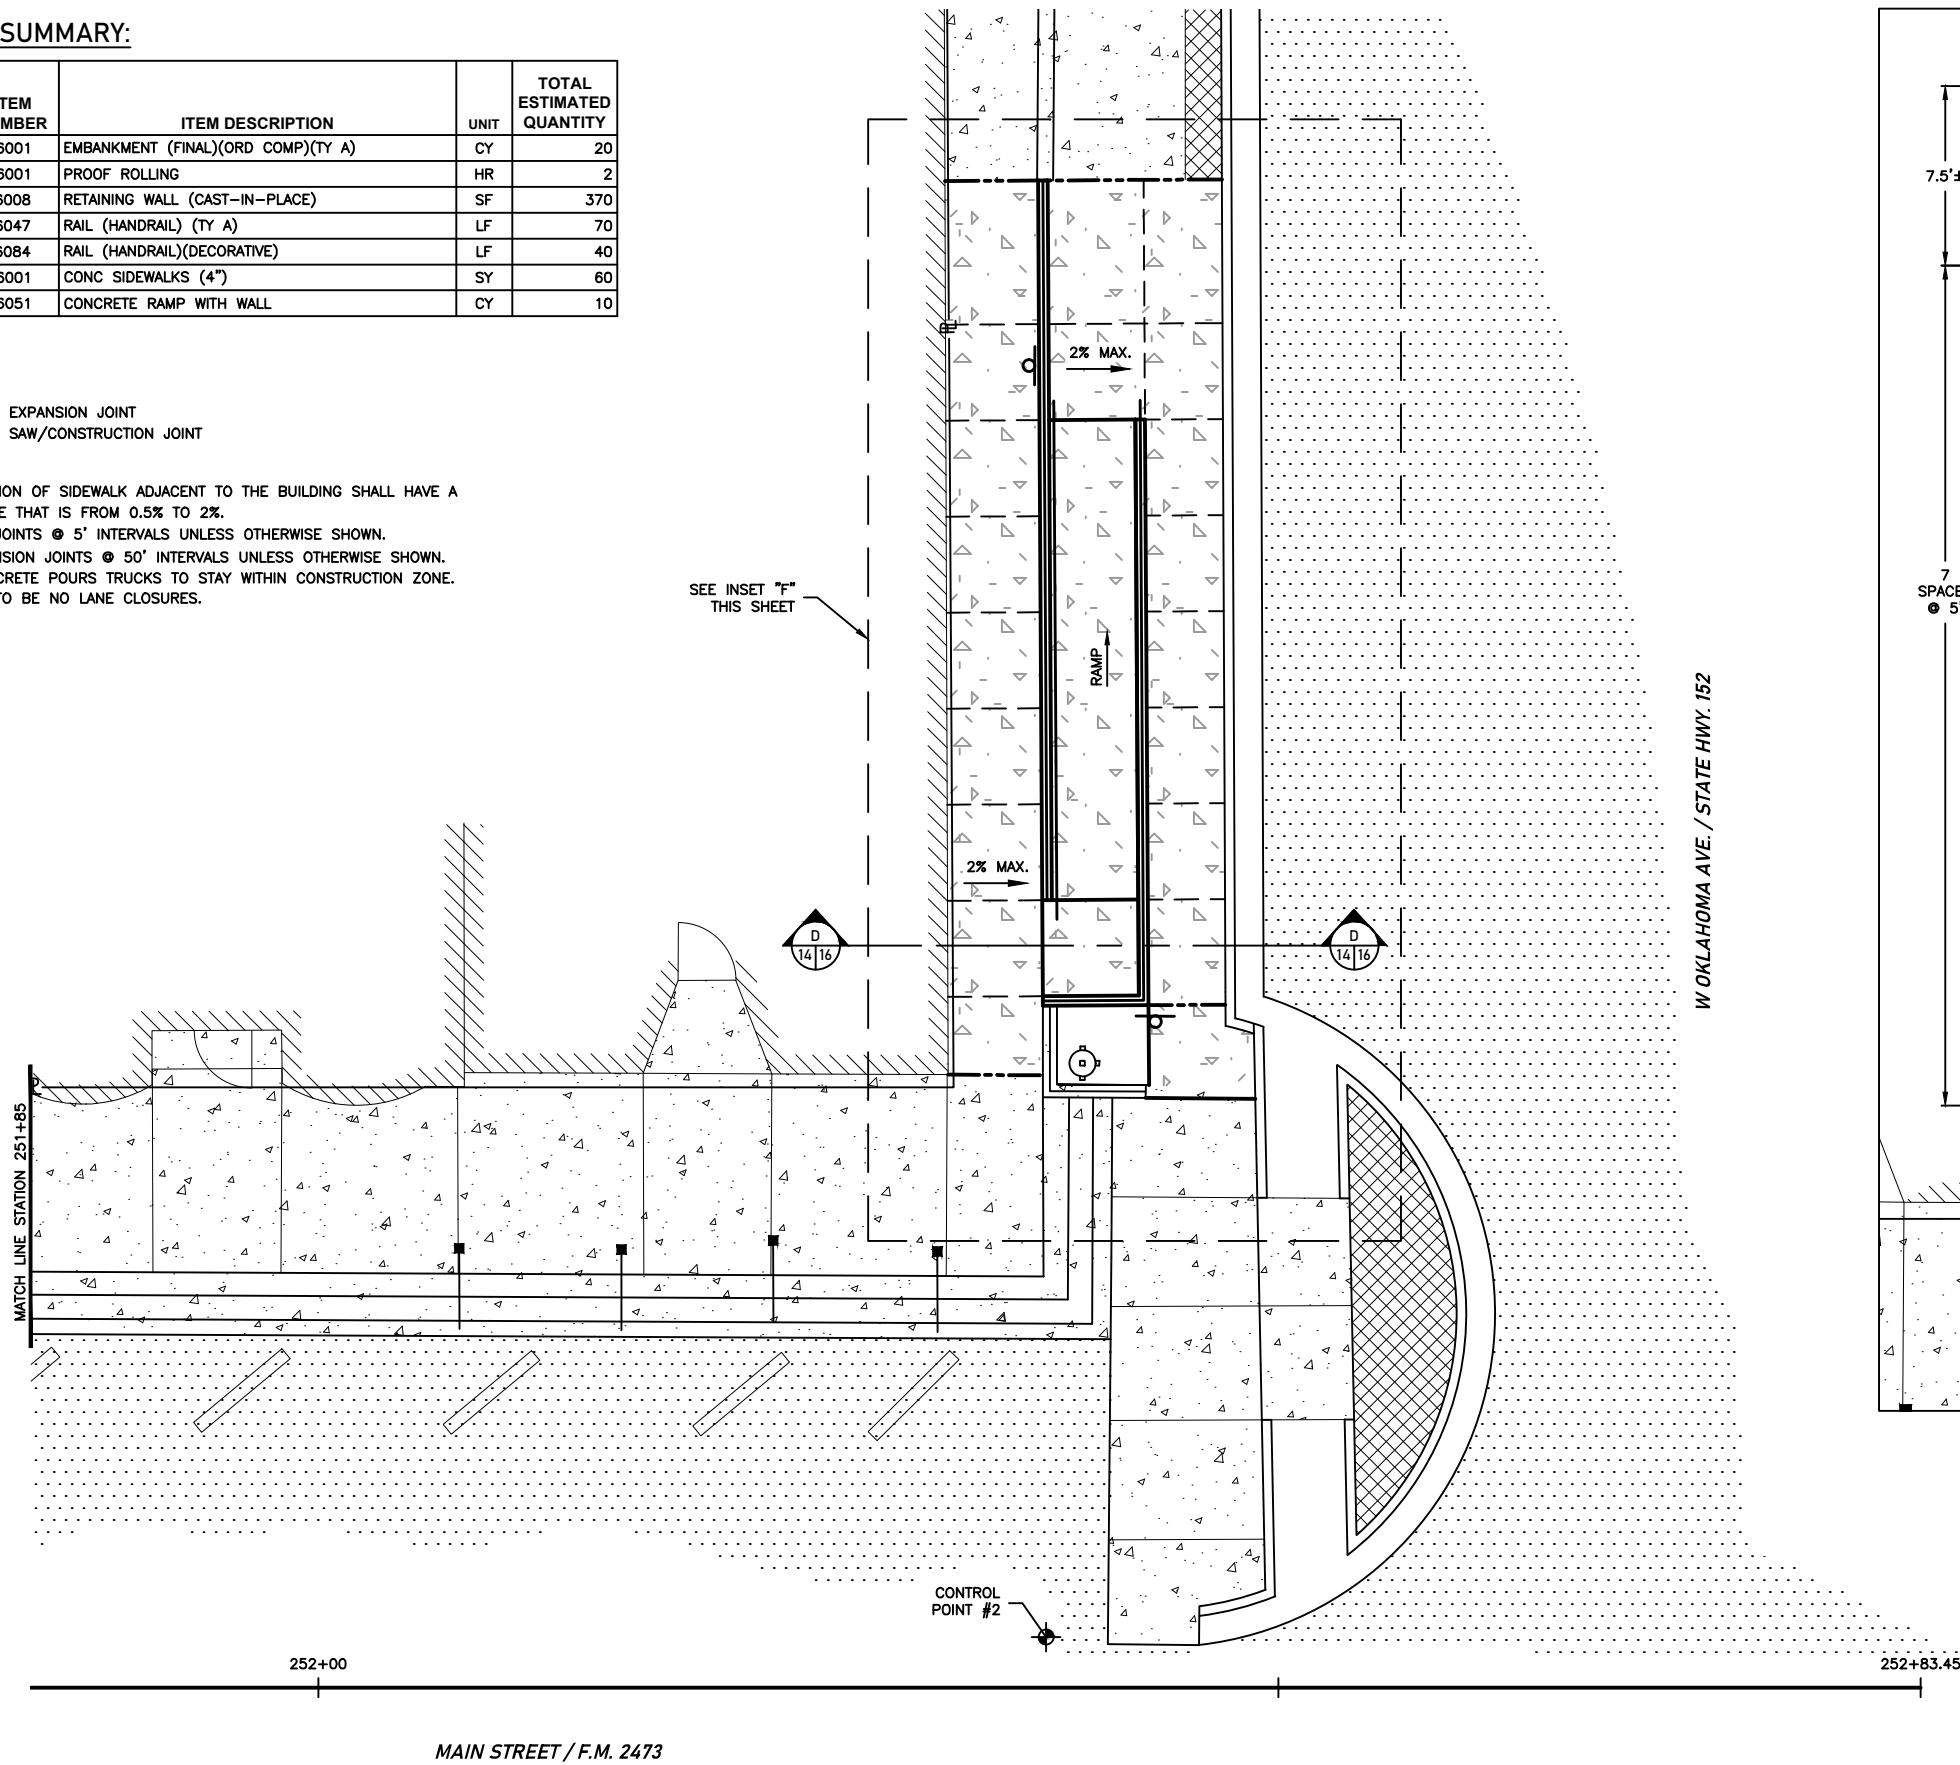 SUMMARY:
TEM
MBER
ITEM DESCRIPTION
UNIT
TOTAL
ESTIMATED
QUANTITY
6001 EMBANKMENT (FINAL)(ORD COMP)(TY A) CY 20
6001 PROOF ROLLING HR 2
6008 RETAINING WALL (CAST-IN-PLACE) SF 370
6047 RAIL (HANDRAIL) (TY A) LF 70
6084 RAIL (HANDRAIL)(DECORATIVE) LF 40
6001 CONC SIDEWALKS (4") SY 60
6051 CONCRETE RAMP WITH WALL CY 10
EXPANSION JOINT
SAW/CONSTRUCTION JOINT
ION OF SIDEWALK ADJACENT TO THE BUILDING SHALL HAVE A
E THAT IS FROM 0.5% TO 2%.
JOINTS @ 5' INTERVALS UNLESS OTHERWISE SHOWN.
NSION JOINTS @ 50' INTERVALS UNLESS OTHERWISE SHOWN.
CRETE POURS TRUCKS TO STAY WITHIN CONSTRUCTION ZONE.
TO BE NO LANE CLOSURES.
SEE INSET "F"
THIS SHEET
2% MAX.
RAMP
2% MAX.
D
14 16
D
14 16
W OKLAHOMA AVE. / STATE HWY. 152
7.5'±
7
SPACE
@ 5'
MATCH LINE STATION 251+85
CONTROL
POINT #2
252+00
252+83.45
MAIN STREET / F.M. 2473